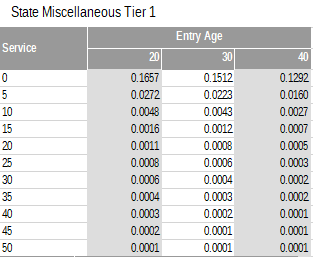 State Miscellaneous Tier 1
Entry Age
Service
20 30 40
0 0.1657 0.1512 0.1292
5 0.0272 0.0223 0.0160
10 0.0048 0.0043 0.0027
15 0.0016 0.0012 0.0007
20 0.0011 0.0008 0.0005
25 0.0008 0.0006 0.0003
30 0.0006 0.0004 0.0002
35 0.0004 0.0003 0.0002
40 0.0003 0.0002 0.0001
45 0.0002 0.0001 0.0001
50 0.0001 0.0001 0.0001